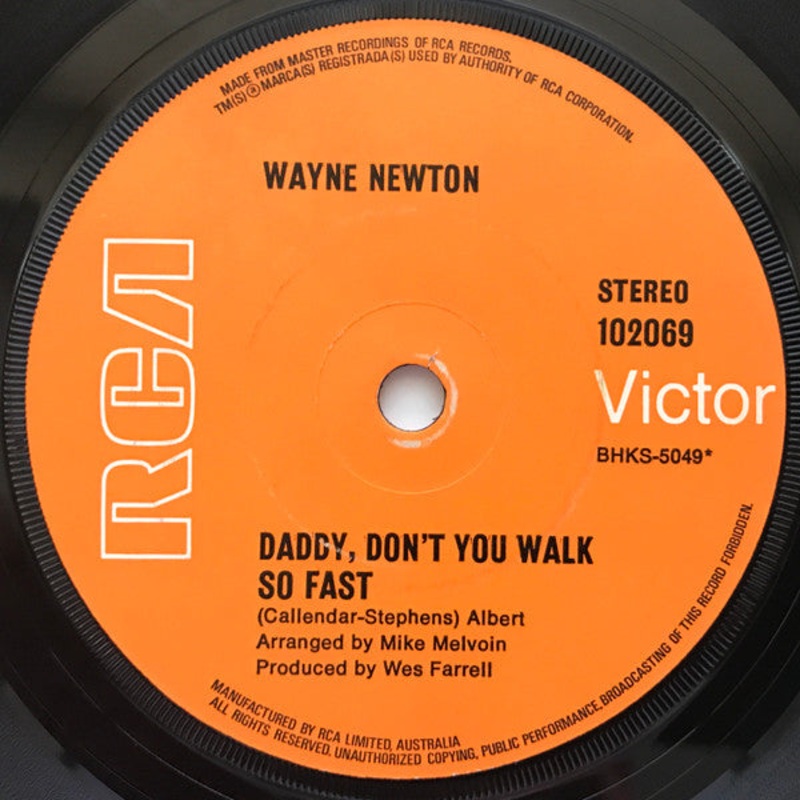 MADE FROM MASTER RECORDINGS OF RCA RECORDS.
TM(S) ® MARCA(S) REGISTRADA(S) USED BY AUTHORITY OF RCA CORPORATION.
WAYNE NEWTON
RCA
STEREO
102069
Victor
BHKS-5049*
DADDY, DON'T YOU WALK
SO FAST
(Callendar-Stephens) Albert
Arranged by Mike Melvoin
Produced by Wes Farrell
MANUFACTURED BY RCA LIMITED, AUSTRALIA
ALL RIGHTS RESERVED. UNAUTHORIZED COPYING, PUBLIC PERFORMANCE, BROADCASTING OF THIS RECORD FORBIDDEN.